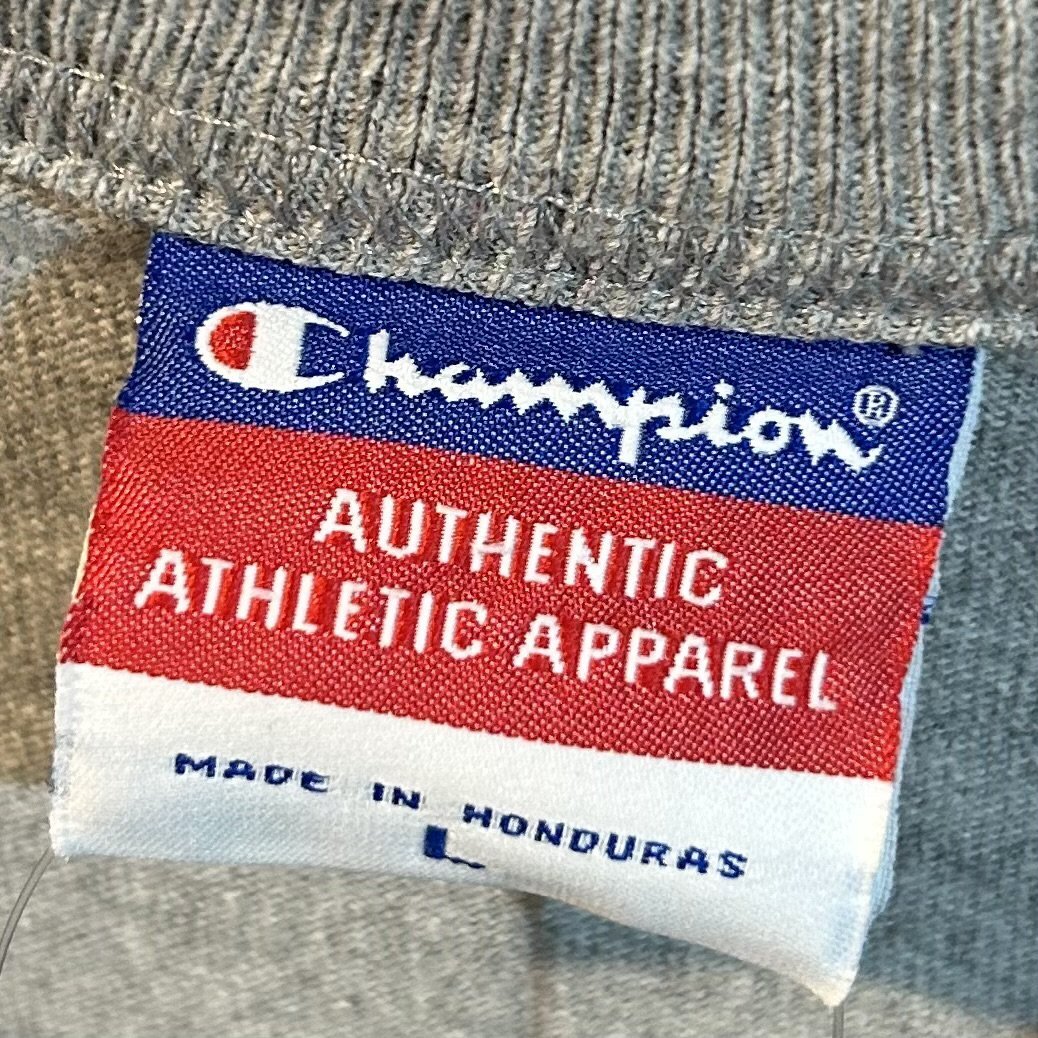 Champion®
AUTHENTIC
ATHLETIC APPAREL
MADE IN HONDURAS
L